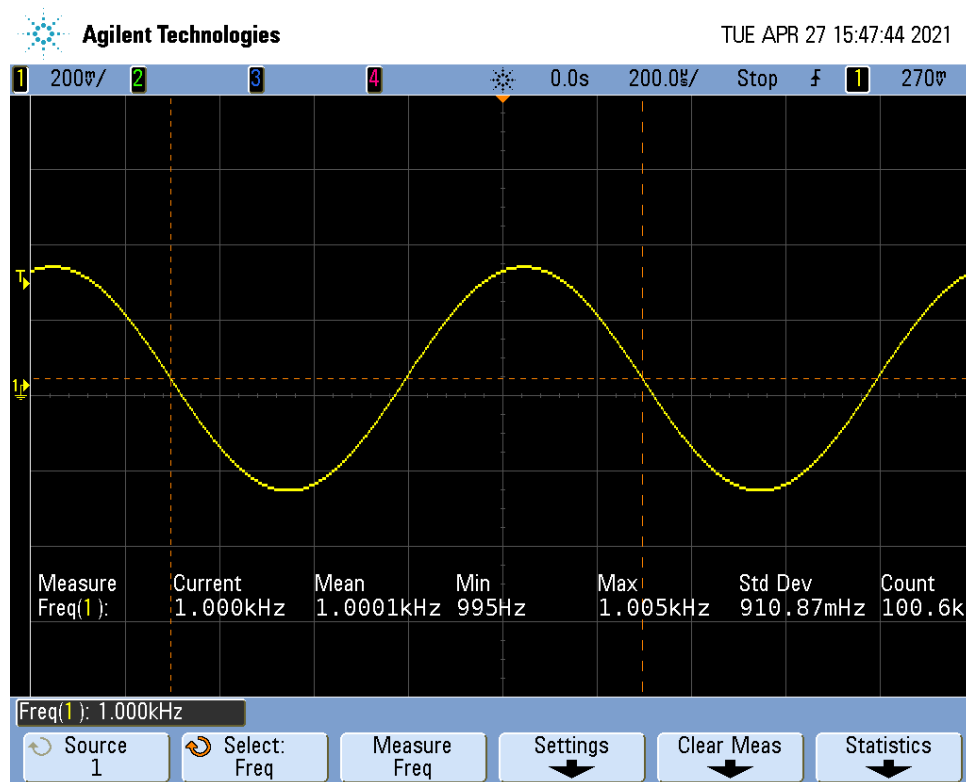 Agilent Technologies TUE APR 27 15:47:44 2021
1 200mV/ 2 3 4 0.0s 200.0us/ Stop 1 270mV
T
1
Measure Current Mean Min Max Std Dev Count
Freq(1): 1.000kHz 1.0001kHz 995Hz 1.005kHz 910.87mHz 100.6k
Freq(1): 1.000kHz
Source
1
Select:
Freq
Measure
Freq
Settings
Clear Meas
Statistics